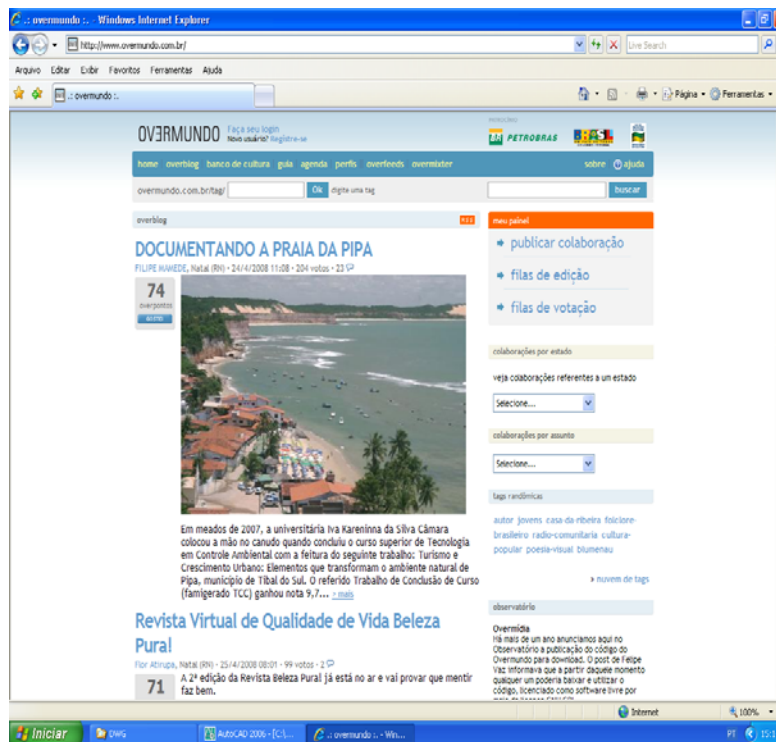 .: overmundo :. - Windows Internet Explorer
http://www.overmundo.com.br/
Live Search
Arquivo Editar Exibir Favoritos Ferramentas Ajuda
.: overmundo :.
Página
Ferramentas
OVERMUNDO
Faça seu login
Novo usuário? Registre-se
PETROBRAS
BRASIL
home overblog banco de cultura guia agenda perfis overfeeds overmixter
sobre ajuda
overmundo.com.br/tag/
Ok
digite uma tag
buscar
overblog
RSS
DOCUMENTANDO A PRAIA DA PIPA
FILIPE MAMEDE, Natal (RN) · 24/4/2008 11:08 · 204 votos · 23
74
overpontos
Em meados de 2007, a universitária Iva Kareninna da Silva Câmara
colocou a mão no canudo quando concluiu o curso superior de Tecnologia
em Controle Ambiental com a feitura do seguinte trabalho: Turismo e
Crescimento Urbano: Elementos que transformam o ambiente natural de
Pipa, município de Tibal do Sul. O referido Trabalho de Conclusão de Curso
(famigerado TCC) ganhou nota 9,7... > mais
Revista Virtual de Qualidade de Vida Beleza
Pura!
Flor Atirupa, Natal (RN) · 25/4/2008 08:01 · 99 votos · 2
71
A 2ª edição da Revista Beleza Pura! já está no ar e vai provar que mentir
faz bem.
meu painel
publicar colaboração
filas de edição
filas de votação
colaborações por estado
veja colaborações referentes a um estado
Selecione...
colaborações por assunto
Selecione...
tags randômicas
autor jovens casa-da-ribeira folclore-
brasileiro radio-comunitaria cultura-
popular poesia-visual blumenau
» nuvem de tags
observatório
Overmídia
Há mais de um ano anunciamos aqui no
Observatório a publicação do código do
Overmundo para download. O post de Felipe
Vaz informava que a partir daquele momento
qualquer um poderia baixar e utilizar o
código, licenciado como software livre por
Internet
100%
Iniciar
DWG
AutoCAD 2006 - [C:\...
.: overmundo :. - Win...
PT